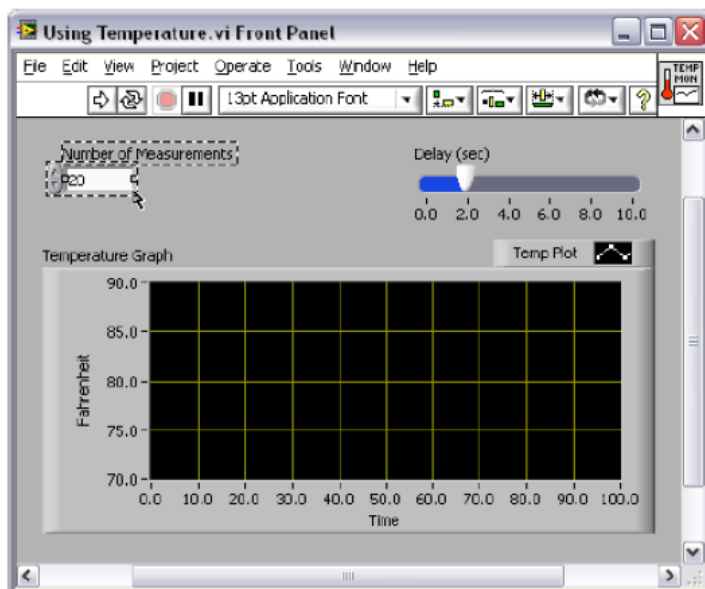 Using Temperature.vi Front Panel
File Edit View Project Operate Tools Window Help
TEMP
MON
13pt Application Font
?
Number of Measurements
20
Delay (sec)
0.0 2.0 4.0 6.0 8.0 10.0
Temperature Graph
Temp Plot
90.0
85.0
80.0
75.0
70.0
Fahrenheit
0.0 10.0 20.0 30.0 40.0 50.0 60.0 70.0 80.0 90.0 100.0
Time